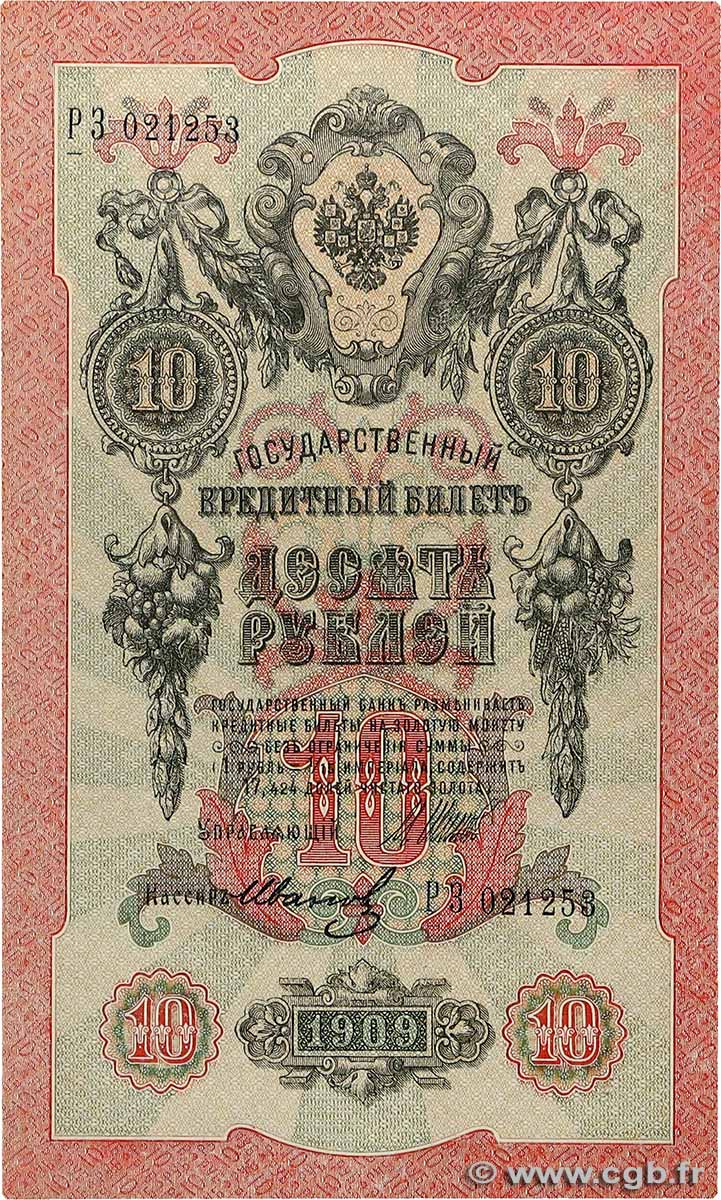 РЗ 021253
10 10
ГОСУДАРСТВЕННЫЙ
КРЕДИТНЫЙ БИЛЕТЪ
ДЕСЯТЬ
РУБЛЕЙ
ГОСУДАРСТВЕННЫЙ БАНКЪ РАЗМѢНИВАЕТЪ
КРЕДИТНЫЕ БИЛЕТЫ НА ЗОЛОТУЮ МОНЕТУ
БЕЗЪ ОГРАНИЧЕНІЯ СУММЫ
(1 РУБЛЬ = 1/15 ИМПЕРІАЛА, СОДЕРЖИТЪ
17,424 ДОЛЕЙ ЧИСТАГО ЗОЛОТА).
10
УПРАВЛЯЮЩІЙ
Кассиръ Ивановъ
РЗ 021253
10 1909 10
© www.cgb.fr